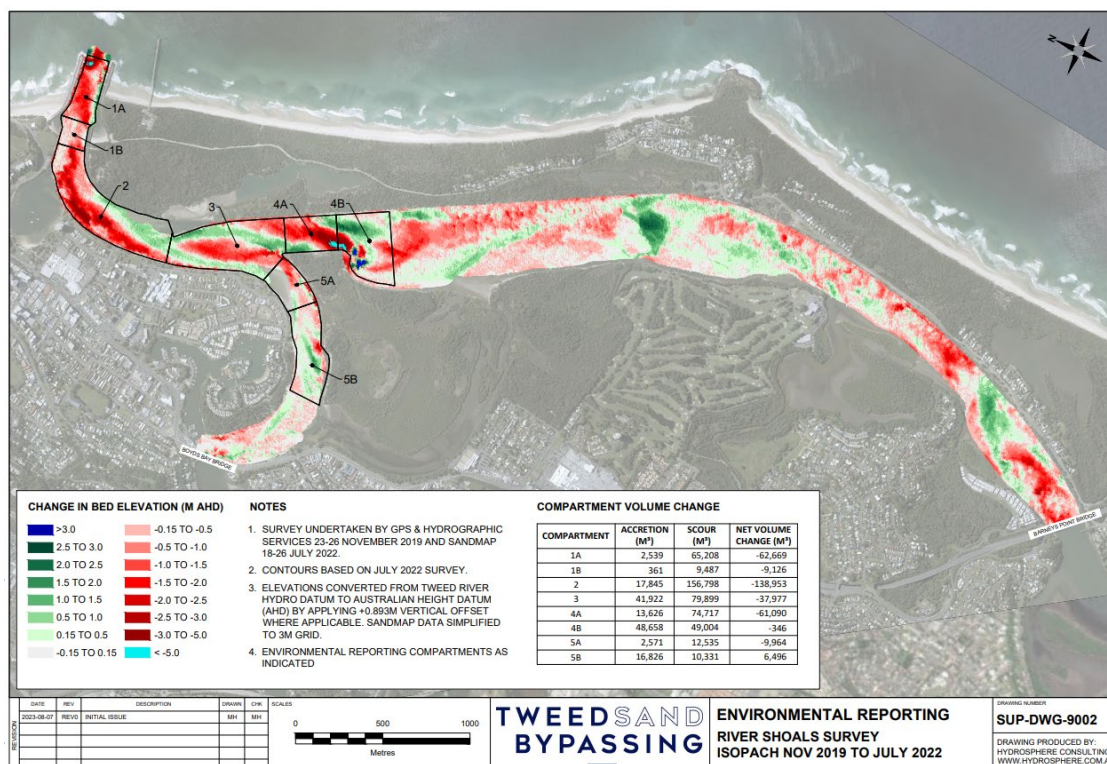 N
1A
1B
2
3
4A
4B
5A
5B
BOYDS BAY BRIDGE
BARNEYS POINT BRIDGE
CHANGE IN BED ELEVATION (M AHD)
>3.0
2.5 TO 3.0
2.0 TO 2.5
1.5 TO 2.0
1.0 TO 1.5
0.5 TO 1.0
0.15 TO 0.5
-0.15 TO 0.15
-0.15 TO -0.5
-0.5 TO -1.0
-1.0 TO -1.5
-1.5 TO -2.0
-2.0 TO -2.5
-2.5 TO -3.0
-3.0 TO -5.0
< -5.0
NOTES
1. SURVEY UNDERTAKEN BY GPS & HYDROGRAPHIC
SERVICES 23-26 NOVEMBER 2019 AND SANDMAP
18-26 JULY 2022.
2. CONTOURS BASED ON JULY 2022 SURVEY.
3. ELEVATIONS CONVERTED FROM TWEED RIVER
HYDRO DATUM TO AUSTRALIAN HEIGHT DATUM
(AHD) BY APPLYING +0.893M VERTICAL OFFSET
WHERE APPLICABLE. SANDMAP DATA SIMPLIFIED
TO 3M GRID.
4. ENVIRONMENTAL REPORTING COMPARTMENTS AS
INDICATED
COMPARTMENT VOLUME CHANGE
COMPARTMENT ACCRETION (M³) SCOUR (M³) NET VOLUME CHANGE (M³)
1A 2,539 65,208 -62,669
1B 361 9,487 -9,126
2 17,845 156,798 -138,953
3 41,922 79,899 -37,977
4A 13,626 74,717 -61,090
4B 48,658 49,004 -346
5A 2,571 12,535 -9,964
5B 16,826 10,331 6,496
REVISION
DATE REV DESCRIPTION DRAWN CHK
2023-08-07 REV0 INITIAL ISSUE MH MH
SCALES
0 500 1000
Metres
TWEED SAND
BYPASSING
ENVIRONMENTAL REPORTING
RIVER SHOALS SURVEY
ISOPACH NOV 2019 TO JULY 2022
DRAWING NUMBER
SUP-DWG-9002
DRAWING PRODUCED BY:
HYDROSPHERE CONSULTING
WWW.HYDROSPHERE.COM.A